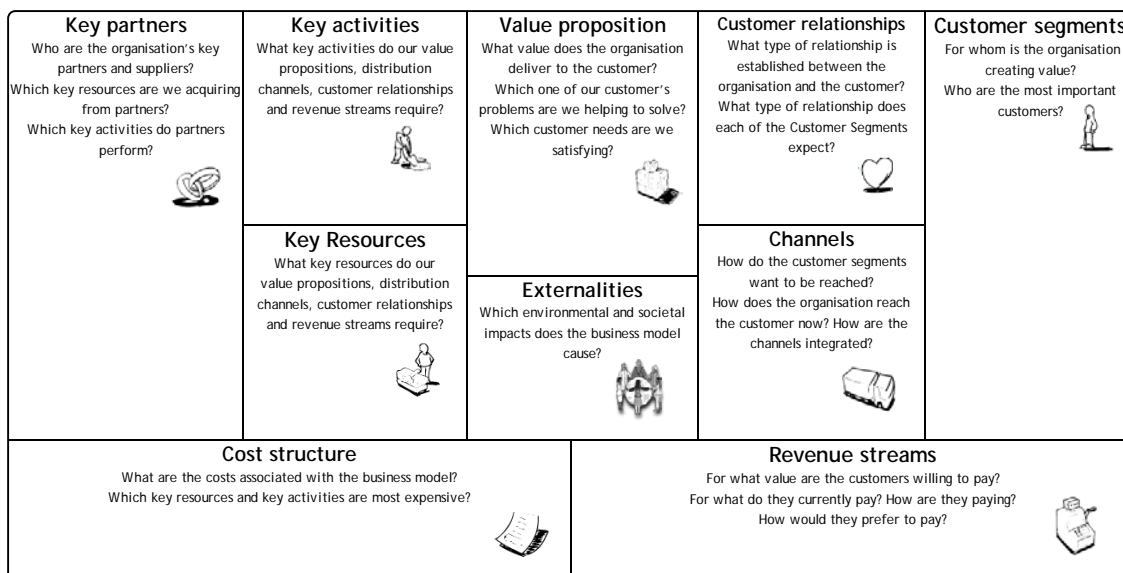 Key partners
Who are the organisation's key
partners and suppliers?
Which key resources are we acquiring
from partners?
Which key activities do partners
perform?
Key activities
What key activities do our value
propositions, distribution
channels, customer relationships
and revenue streams require?
Key Resources
What key resources do our
value propositions, distribution
channels, customer relationships
and revenue streams require?
Value proposition
What value does the organisation
deliver to the customer?
Which one of our customer's
problems are we helping to solve?
Which customer needs are we
satisfying?
Externalities
Which environmental and societal
impacts does the business model
cause?
Customer relationships
What type of relationship is
established between the
organisation and the customer?
What type of relationship does
each of the Customer Segments
expect?
Channels
How do the customer segments
want to be reached?
How does the organisation reach
the customer now? How are the
channels integrated?
Customer segments
For whom is the organisation
creating value?
Who are the most important
customers?
Cost structure
What are the costs associated with the business model?
Which key resources and key activities are most expensive?
Revenue streams
For what value are the customers willing to pay?
For what do they currently pay? How are they paying?
How would they prefer to pay?